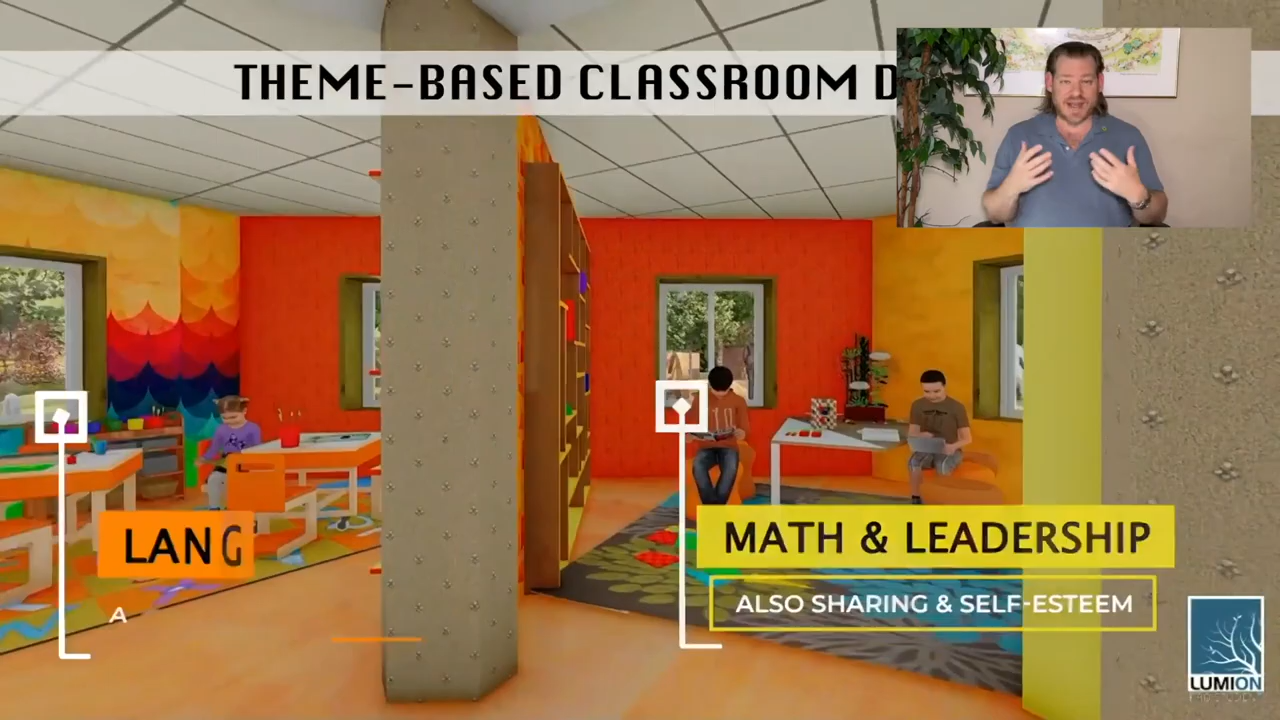 THEME-BASED CLASSROOM D
LANG
A
MATH & LEADERSHIP
ALSO SHARING & SELF-ESTEEM
LUMION